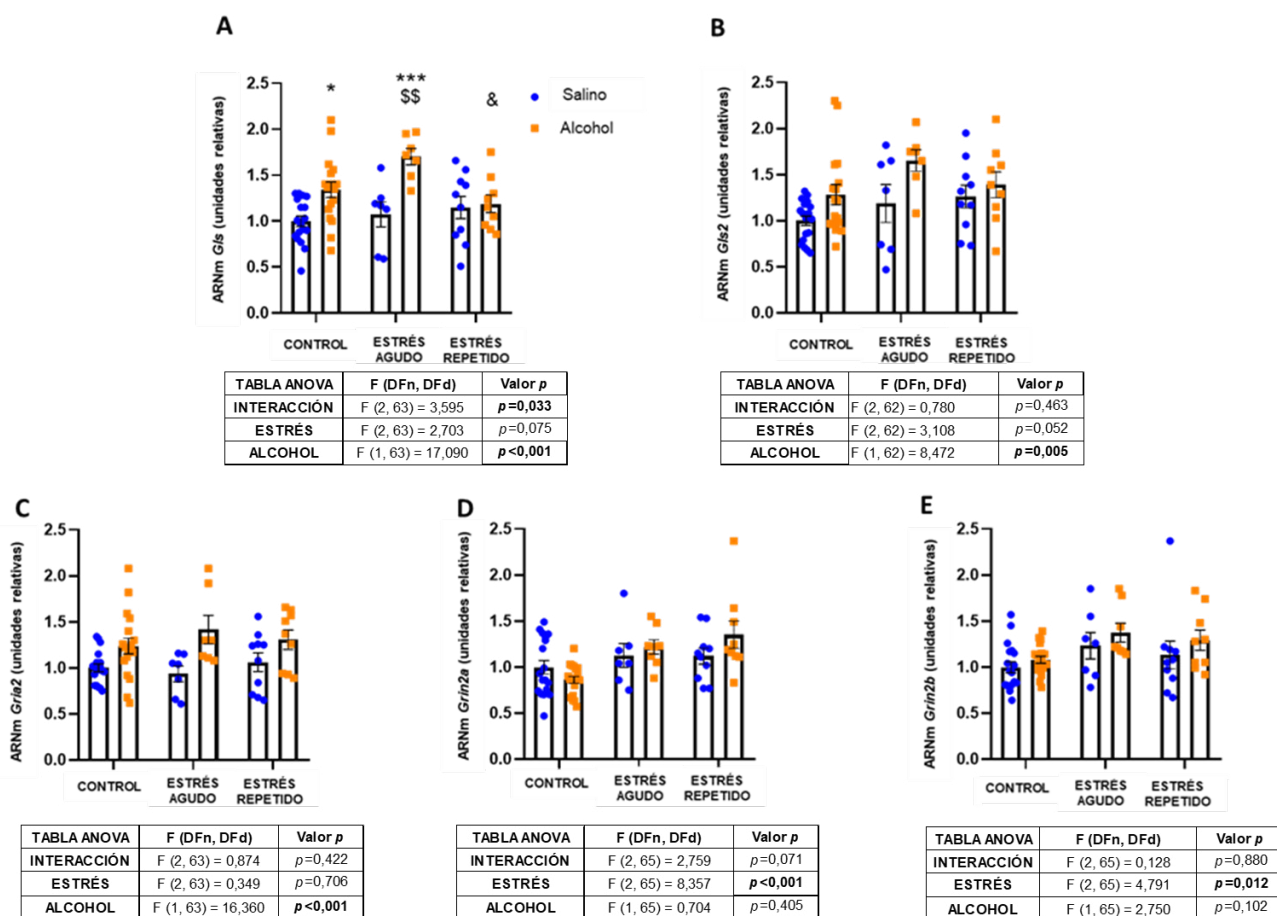 A
ARNm Gls (unidades relativas)
2.5
2.0
1.5
1.0
0.5
0.0
*
***
$$
&
Salino
Alcohol
CONTROL
ESTRÉS
AGUDO
ESTRÉS
REPETIDO
TABLA ANOVA F (DFn, DFd) Valor p
INTERACCIÓN F (2, 63) = 3,595 p=0,033
ESTRÉS F (2, 63) = 2,703 p=0,075
ALCOHOL F (1, 63) = 17,090 p<0,001
B
ARNm Gls2 (unidades relativas)
2.5
2.0
1.5
1.0
0.5
0.0
CONTROL
ESTRÉS
AGUDO
ESTRÉS
REPETIDO
TABLA ANOVA F (DFn, DFd) Valor p
INTERACCIÓN F (2, 62) = 0,780 p=0,463
ESTRÉS F (2, 62) = 3,108 p=0,052
ALCOHOL F (1, 62) = 8,472 p=0,005
C
ARNm Gria2 (unidades relativas)
2.5
2.0
1.5
1.0
0.5
0.0
CONTROL
ESTRÉS
AGUDO
ESTRÉS
REPETIDO
TABLA ANOVA F (DFn, DFd) Valor p
INTERACCIÓN F (2, 63) = 0,874 p=0,422
ESTRÉS F (2, 63) = 0,349 p=0,706
ALCOHOL F (1, 63) = 16,360 p<0,001
D
ARNm Grin2a (unidades relativas)
2.5
2.0
1.5
1.0
0.5
0.0
CONTROL
ESTRÉS
AGUDO
ESTRÉS
REPETIDO
TABLA ANOVA F (DFn, DFd) Valor p
INTERACCIÓN F (2, 65) = 2,759 p=0,071
ESTRÉS F (2, 65) = 8,357 p<0,001
ALCOHOL F (1, 65) = 0,704 p=0,405
E
ARNm Grin2b (unidades relativas)
2.5
2.0
1.5
1.0
0.5
0.0
CONTROL
ESTRÉS
AGUDO
ESTRÉS
REPETIDO
TABLA ANOVA F (DFn, DFd) Valor p
INTERACCIÓN F (2, 65) = 0,128 p=0,880
ESTRÉS F (2, 65) = 4,791 p=0,012
ALCOHOL F (1, 65) = 2,750 p=0,102